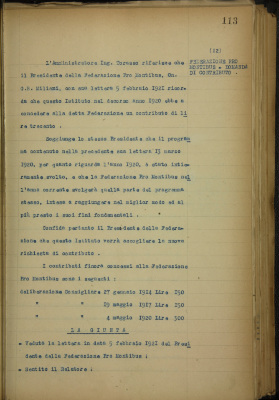 113
(12)
FEDERAZIONE PRO
MONTIBUS - DOMANDA
DI CONTRIBUTO .
L'Amministratore Ing. riferisce che
il Presidente della Federazione Pro Montibus, On.
G.B. Miliani, con sua lettera 5 febbraio 1921 ricor-
da che questo Istituto nel decorso anno 1920 ebbe a
concedere alla detta Federazione un contributo di li
re trecento .
Soggiunge lo stesso Presidente che il program
ma contenuto nella precedente sua lettera 13 marzo
1920, per quanto riguarda l'anno 1920, è stato inte-
ramente svolto, e che la Federazione Pro Montibus nel
l'anno corrente svolgerà quella parte del programma
stesso, intesa a raggiungere nel miglior modo ed al
più presto i suoi fini fondamentali . "
Confida pertanto il Presidente della Federa-
zione che questo Istituto vorrà accogliere la nuova
richiesta di contributo .
I contributi finora concessi alla Federazione
Pro Montibus sono i seguenti :
deliberazione Consigliare 27 gennaio 1914 Lire 250
" " 29 maggio 1917 Lire 250
" " 4 maggio 1920 Lire 300
LA GIUNTA
- Veduta la lettera in data 5 febbraio 1921 del Presi
dente della Federazione Pro Montibus ;
- Sentito il Relatore ;